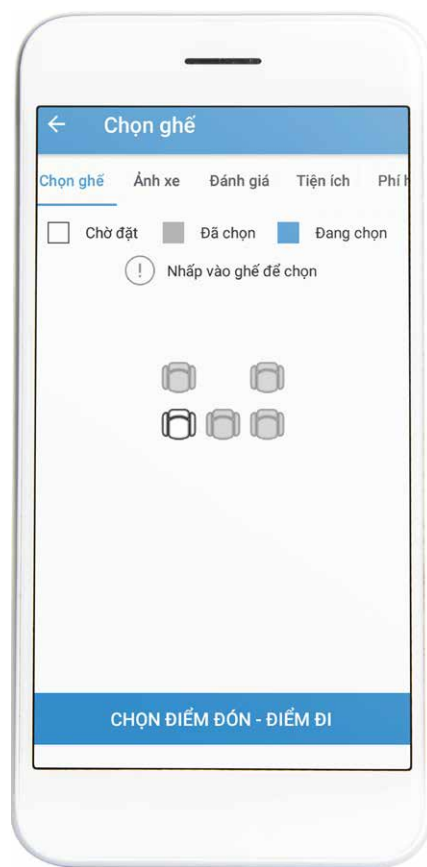 Chọn ghế
Chọn ghế Ảnh xe Đánh giá Tiện ích Phí
Chờ đặt Đã chọn Đang chọn
! Nhấp vào ghế để chọn
CHỌN ĐIỂM ĐÓN - ĐIỂM ĐI